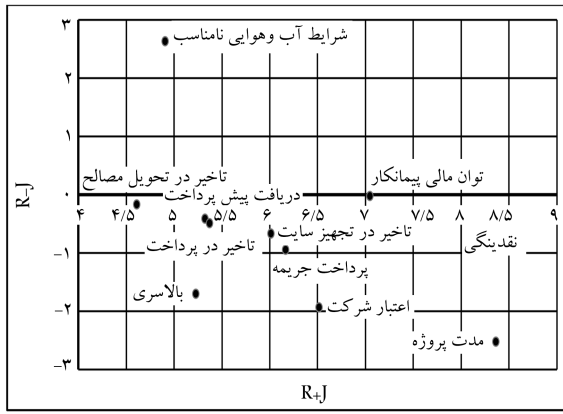 ۳
شرایط آب وهوایی نامناسب
۲
۱
تاخیر در تحویل مصالح
دریافت پیش پرداخت
توان مالی پیمانکار
۰
R-J
۴ ۴/۵ ۵ ۵/۵ ۶ ۶/۵ ۷ ۷/۵ ۸ ۸/۵ ۹
تاخیر در پرداخت
تاخیر در تجهیز سایت
نقدینگی
-۱
پرداخت جریمه
بالاسری
اعتبار شرکت
-۲
مدت پروژه
-۳
R+J